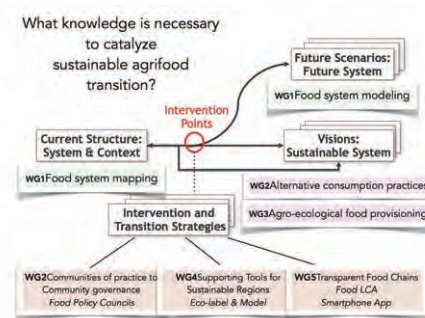 What knowledge is necessary
to catalyze
sustainable agrifood
transition?
Future Scenarios:
Future System
WG1Food system modeling
Intervention
Points
Current Structure:
System & Context
WG1Food system mapping
Visions:
Sustainable System
WG2Alternative consumption practices
WG3Agro-ecological food provisioning
Intervention and
Transition Strategies
WG2Communities of practice to
Community governance
Food Policy Councils
WG4Supporting Tools for
Sustainable Regions
Eco-label & Model
WG5Transparent Food Chains
Food LCA
Smartphone App